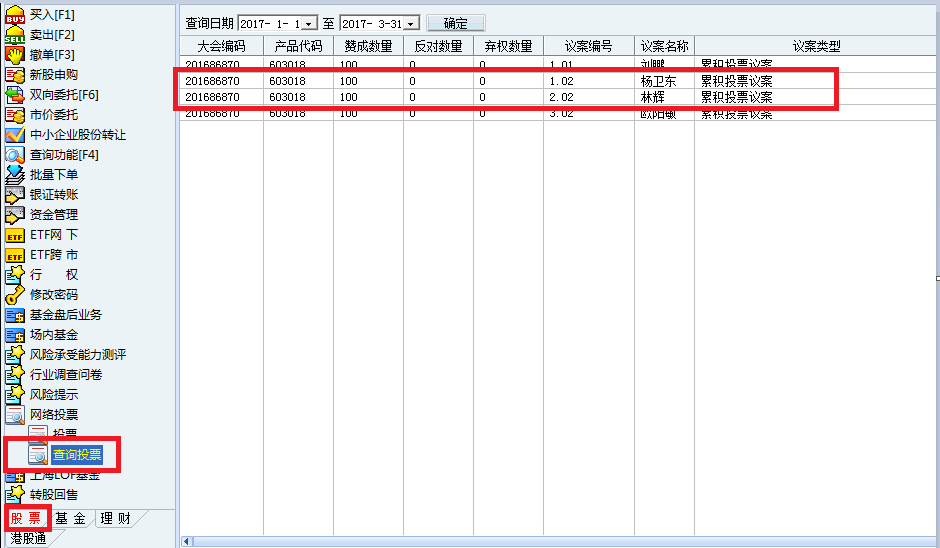 买入[F1]
卖出[F2]
撤单[F3]
新股申购
双向委托[F6]
市价委托
中小企业股份转让
查询功能[F4]
批量下单
银证转账
资金管理
ETF网 下
ETF跨 市
行 权
修改密码
基金盘后业务
场内基金
风险承受能力测评
行业调查问卷
风险提示
网络投票
投票
查询投票
上海LOF基金
转股回售
股 票 基 金 理 财
港股通
查询日期 2017- 1- 1 至 2017- 3-31 确定
大会编码 产品代码 赞成数量 反对数量 弃权数量 议案编号 议案名称 议案类型
201686870 603018 100 0 0 1.01 刘鹏 累积投票议案
201686870 603018 100 0 0 1.02 杨卫东 累积投票议案
201686870 603018 100 0 0 2.02 林辉 累积投票议案
201686870 603018 100 0 0 3.02 欧阳敏 累积投票议案
BUY
SELL
ETF
ETF